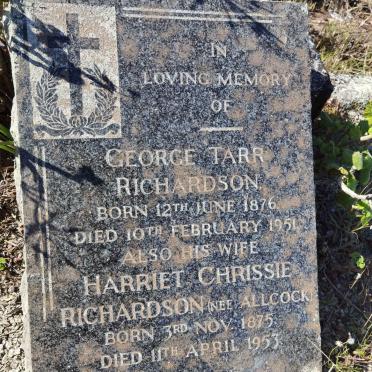 IN
LOVING MEMORY
OF
GEORGE TARR
RICHARDSON
BORN 12TH JUNE 1876
DIED 10TH FEBRUARY 1951
ALSO HIS WIFE
HARRIET CHRISSIE
RICHARDSON (NEE ALLCOCK)
BORN 3RD NOV. 1875
DIED 11TH APRIL 1953.